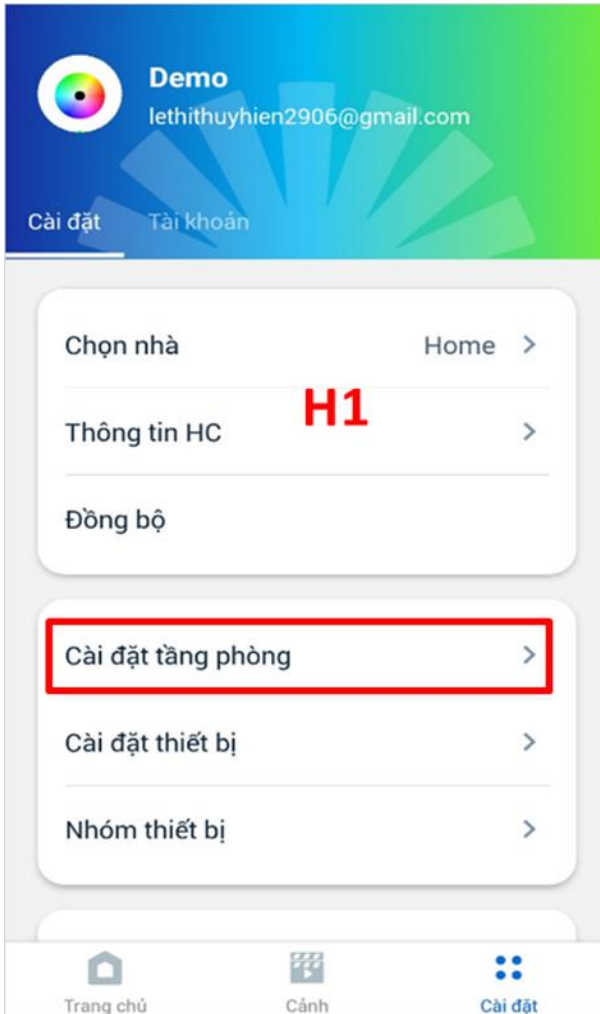 Demo
lethithuyhien2906@gmail.com
Cài đặt Tài khoản
Chọn nhà Home
H1
Thông tin HC
Đồng bộ
Cài đặt tầng phòng
Cài đặt thiết bị
Nhóm thiết bị
Trang chủ Cảnh Cài đặt